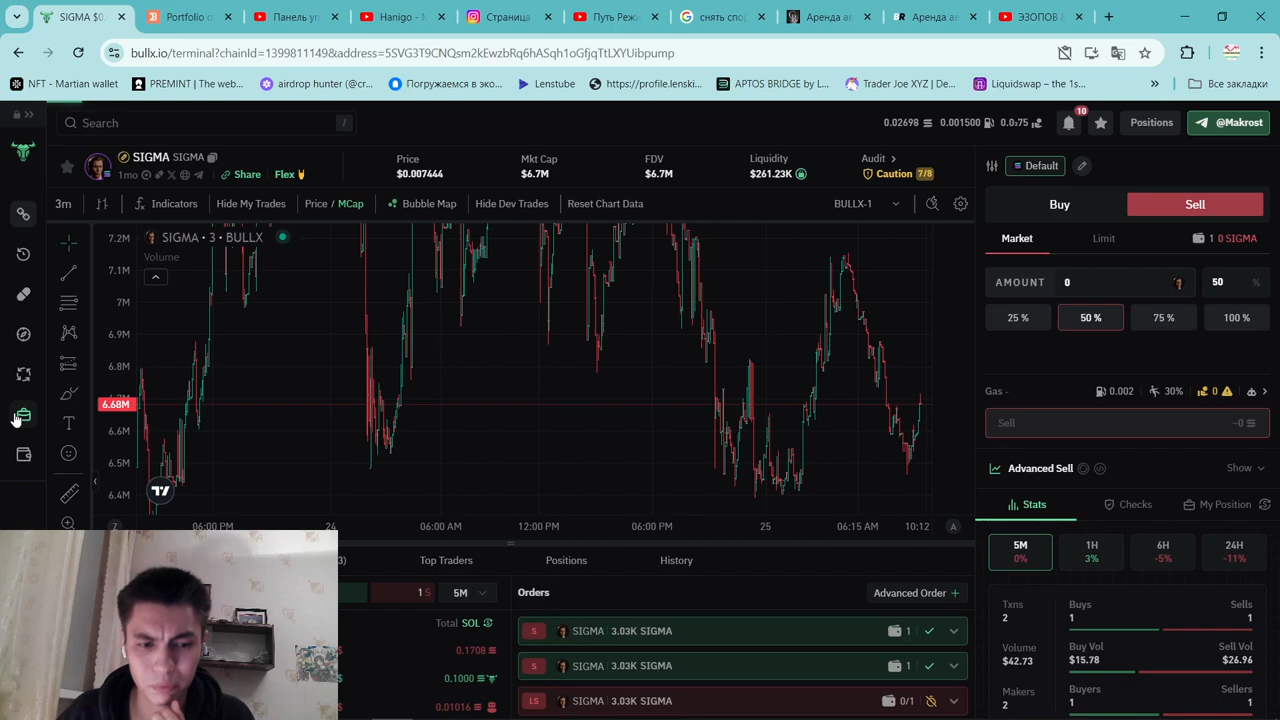 SIGMA $0.
Portfolio o
Панель уп
Hanigo - М
Страница
Путь Режи
снять спор
Аренда ав
Аренда ав
ЭЗОПОВ 8
bullx.io/terminal?chainId=1399811149&address=5SVG3T9CNQsm2kEwzbRq6hASqh1oGfjqTtLXYUibpump
NFT - Martian wallet
PREMINT | The web...
airdrop hunter (@cr...
Погружаемся в эко...
Lenstube
https://profile.lenski...
APTOS BRIDGE by L...
Trader Joe XYZ | De...
Liquidswap – the 1s...
»
Все закладки
Search
/
0.02698
0.001500
0.0₂75
10
Positions
@Makrost
SIGMA SIGMA
1mo
Share
Flex
Price
$0.007444
Mkt Cap
$6.7M
FDV
$6.7M
Liquidity
$261.23K
Audit
Caution 7/8
Default
3m
Indicators
Hide My Trades
Price / MCap
Bubble Map
Hide Dev Trades
Reset Chart Data
BULLX-1
Buy
Sell
SIGMA · 3 · BULLX
Volume
7.2M
7.1M
7M
6.9M
6.8M
6.68M
6.6M
6.5M
6.4M
Z
06:00 PM
24
06:00 AM
12:00 PM
06:00 PM
25
06:15 AM
10:12
A
Market
Limit
1 0 SIGMA
AMOUNT
0
50 %
25 %
50 %
75 %
100 %
Gas -
0.002
30%
0
Sell
~0
Advanced Sell
Show
Stats
Checks
My Position
5M
0%
1H
3%
6H
-5%
24H
-11%
Txns
2
Buys
1
Sells
1
Volume
$42.73
Buy Vol
$15.78
Sell Vol
$26.96
Makers
2
Buyers
1
Sellers
1
3)
Top Traders
Positions
History
1 S
5M
Orders
Advanced Order +
Total SOL
0.1708
0.1000
0.01016
S
SIGMA
3.03K SIGMA
1
S
SIGMA
3.03K SIGMA
1
LS
SIGMA
3.03K SIGMA
0/1